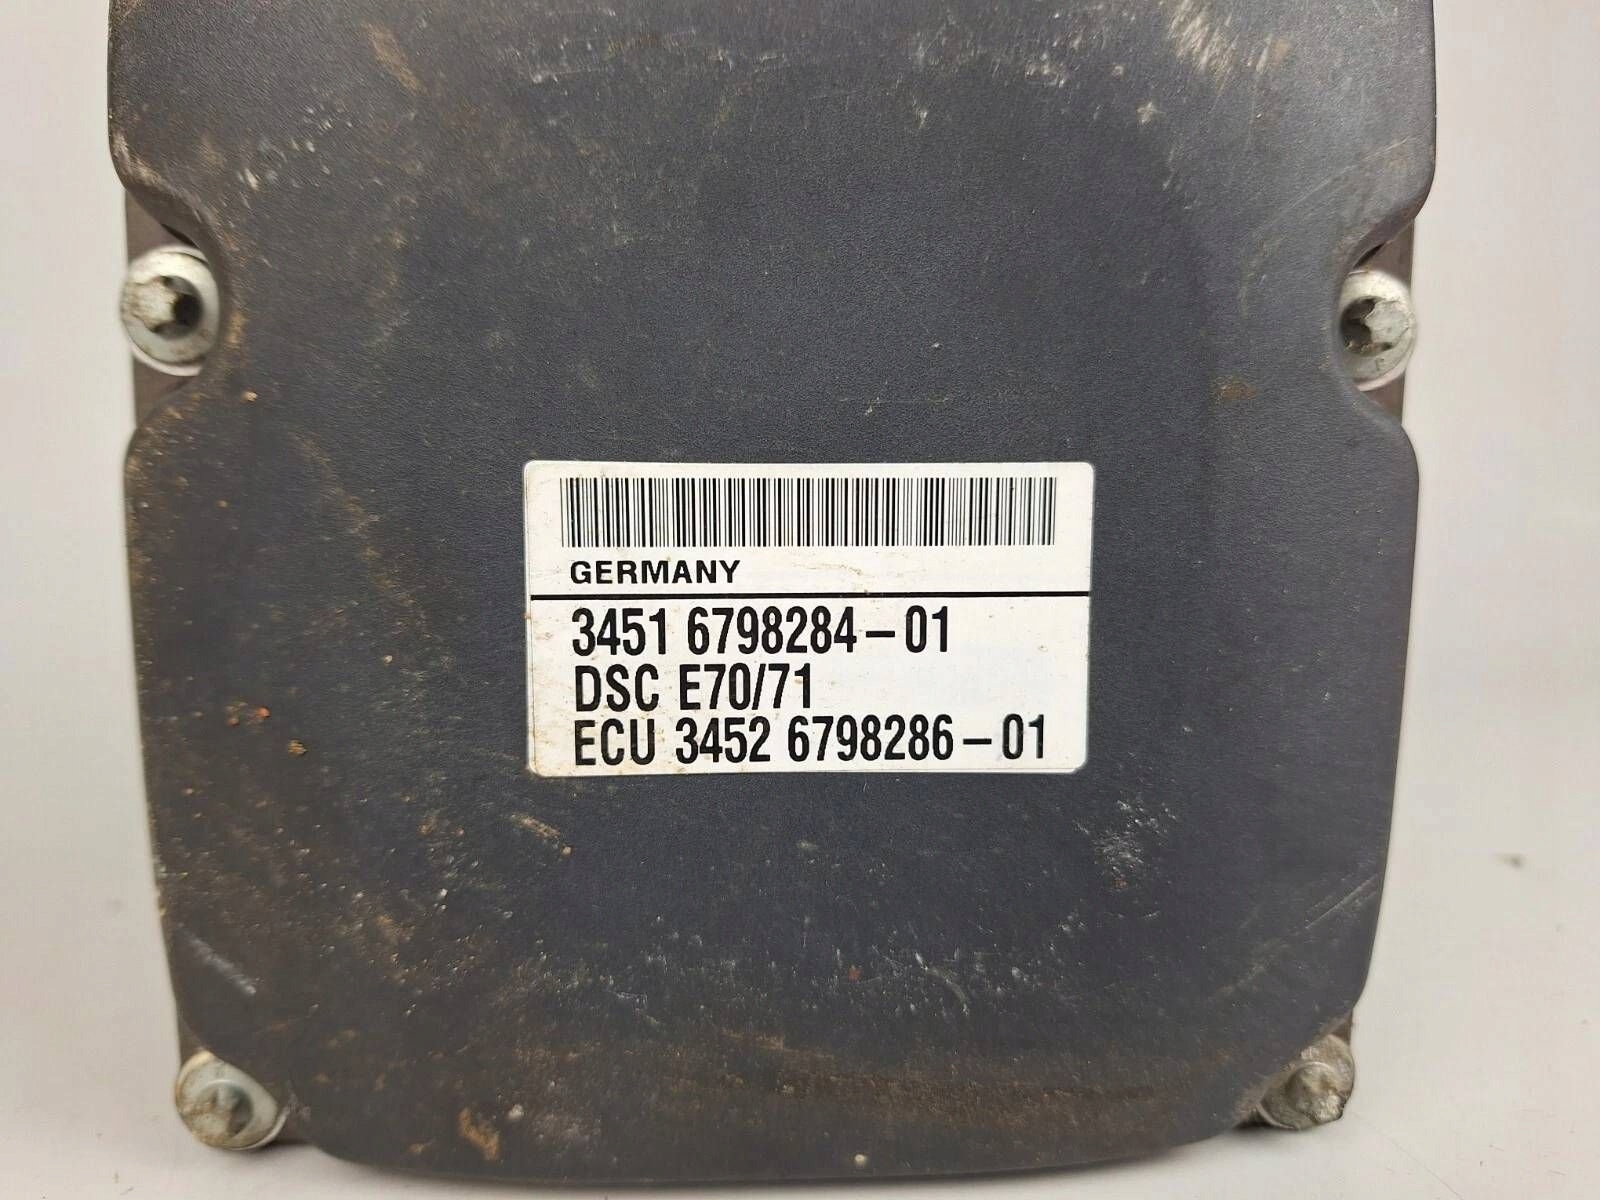 GERMANY
3451 6798284-01
DSC E70/71
ECU 3452 6798286-01